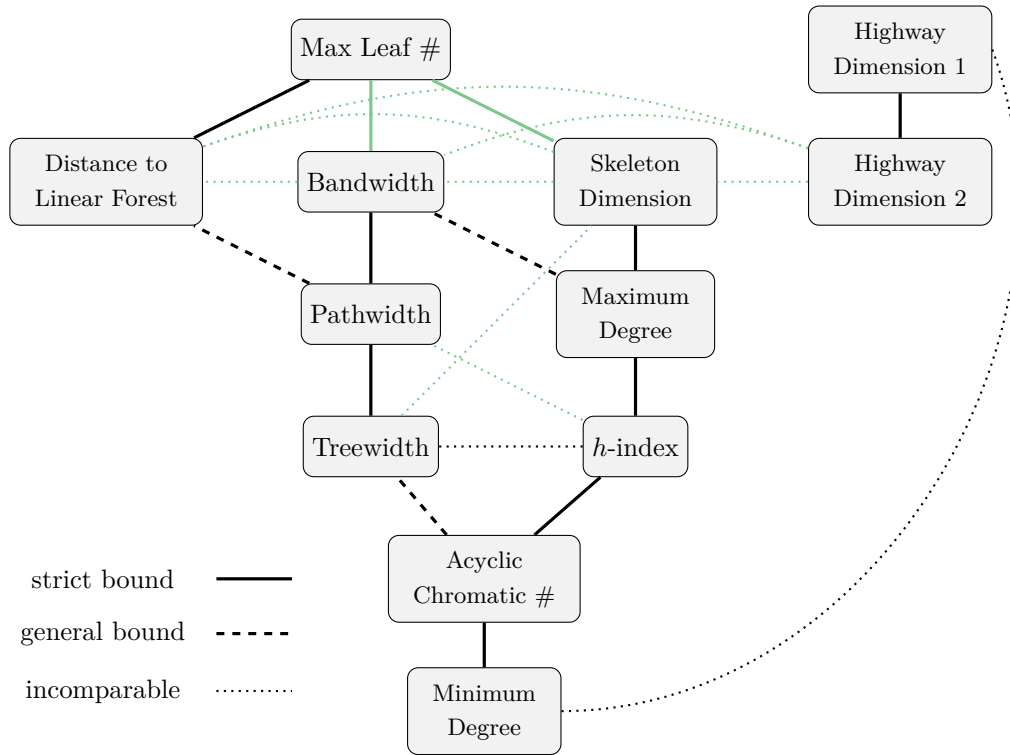 Max Leaf #
Highway
Dimension 1
Distance to
Linear Forest
Bandwidth
Skeleton
Dimension
Highway
Dimension 2
Pathwidth
Maximum
Degree
Treewidth
h-index
Acyclic
Chromatic #
strict bound
general bound
incomparable
Minimum
Degree